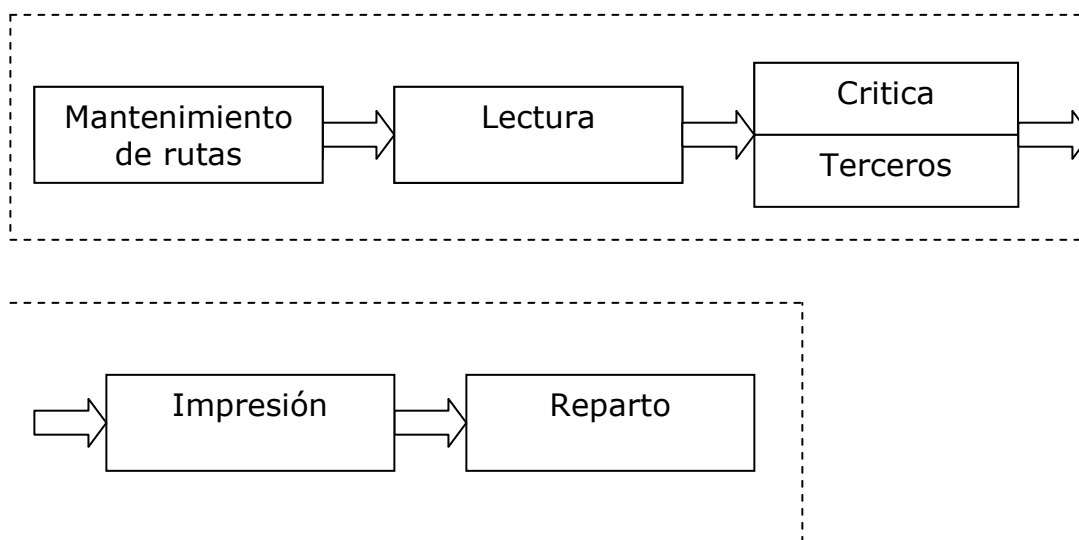 Mantenimiento
de rutas
Lectura
Critica
Terceros
Impresión
Reparto